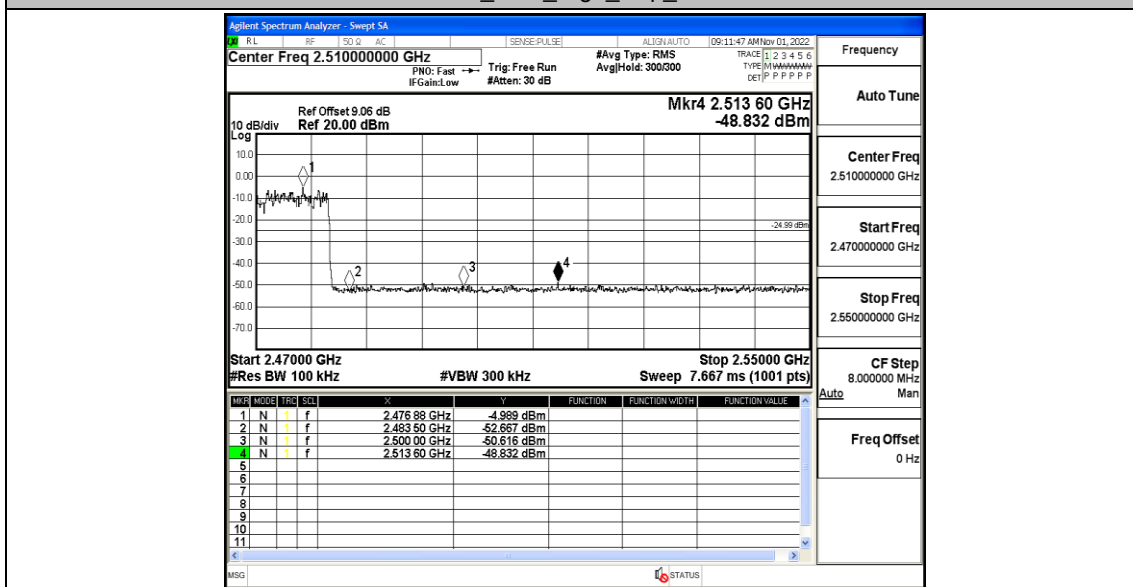 Agilent Spectrum Analyzer - Swept SA
RL RF 50 Ω AC SENSE:PULSE ALIGN AUTO 09:11:47 AM Nov 01, 2022
Center Freq 2.510000000 GHz
PNO: Fast
IFGain:Low
Trig: Free Run
#Atten: 30 dB
#Avg Type: RMS
Avg|Hold: 300/300
TRACE 1 2 3 4 5 6
TYPE M
DET P P P P P P
Frequency
Auto Tune
Mkr4 2.513 60 GHz
-48.832 dBm
Ref Offset 9.06 dB
10 dB/div Ref 20.00 dBm
Log
10.0
0.00
-10.0
-20.0
-30.0
-40.0
-50.0
-60.0
-70.0
1
2
3
4
-24.99 dBm
Start 2.47000 GHz Stop 2.55000 GHz
#Res BW 100 kHz #VBW 300 kHz Sweep 7.667 ms (1001 pts)
MKR MODE TRC SCL X Y FUNCTION FUNCTION WIDTH FUNCTION VALUE
1 N 1 f 2.476 88 GHz -4.989 dBm
2 N 1 f 2.483 50 GHz -52.667 dBm
3 N 1 f 2.500 00 GHz -50.616 dBm
4 N 1 f 2.513 60 GHz -48.832 dBm
5
6
7
8
9
10
11
MSG STATUS
Center Freq
2.510000000 GHz
Start Freq
2.470000000 GHz
Stop Freq
2.550000000 GHz
CF Step
8.000000 MHz
Auto Man
Freq Offset
0 Hz